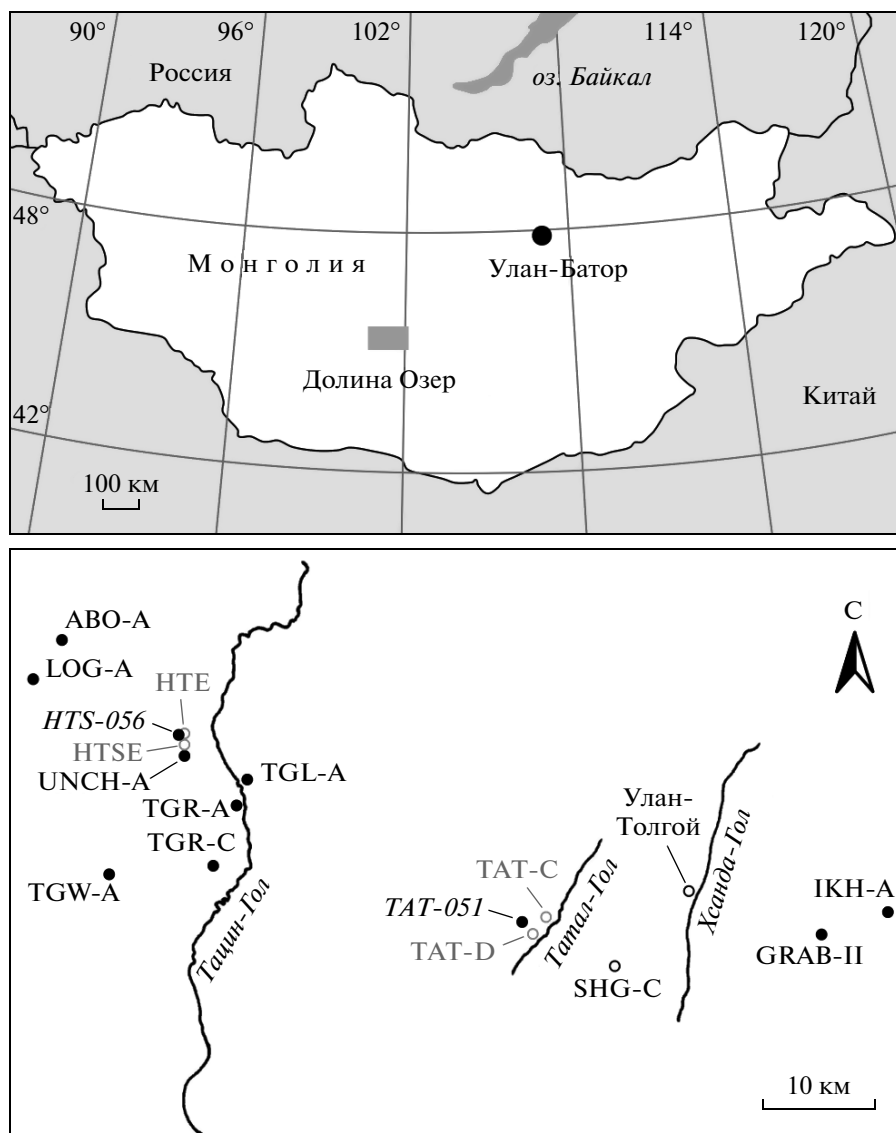 90°
96°
102°
114°
120°
Россия
оз. Байкал
48°
Монголия
Улан-Батор
Долина Озер
Китай
42°
100 км
ABO-A
С
LOG-A
HTE
HTS-056
HTSE
UNCH-A
TGL-A
TGR-A
Улан-
Толгой
TGR-C
TGW-A
Тацин-Гол
TAT-C
TAT-051
TAT-D
Татал-Гол
Хсанда-Гол
IKH-A
GRAB-II
SHG-C
10 км